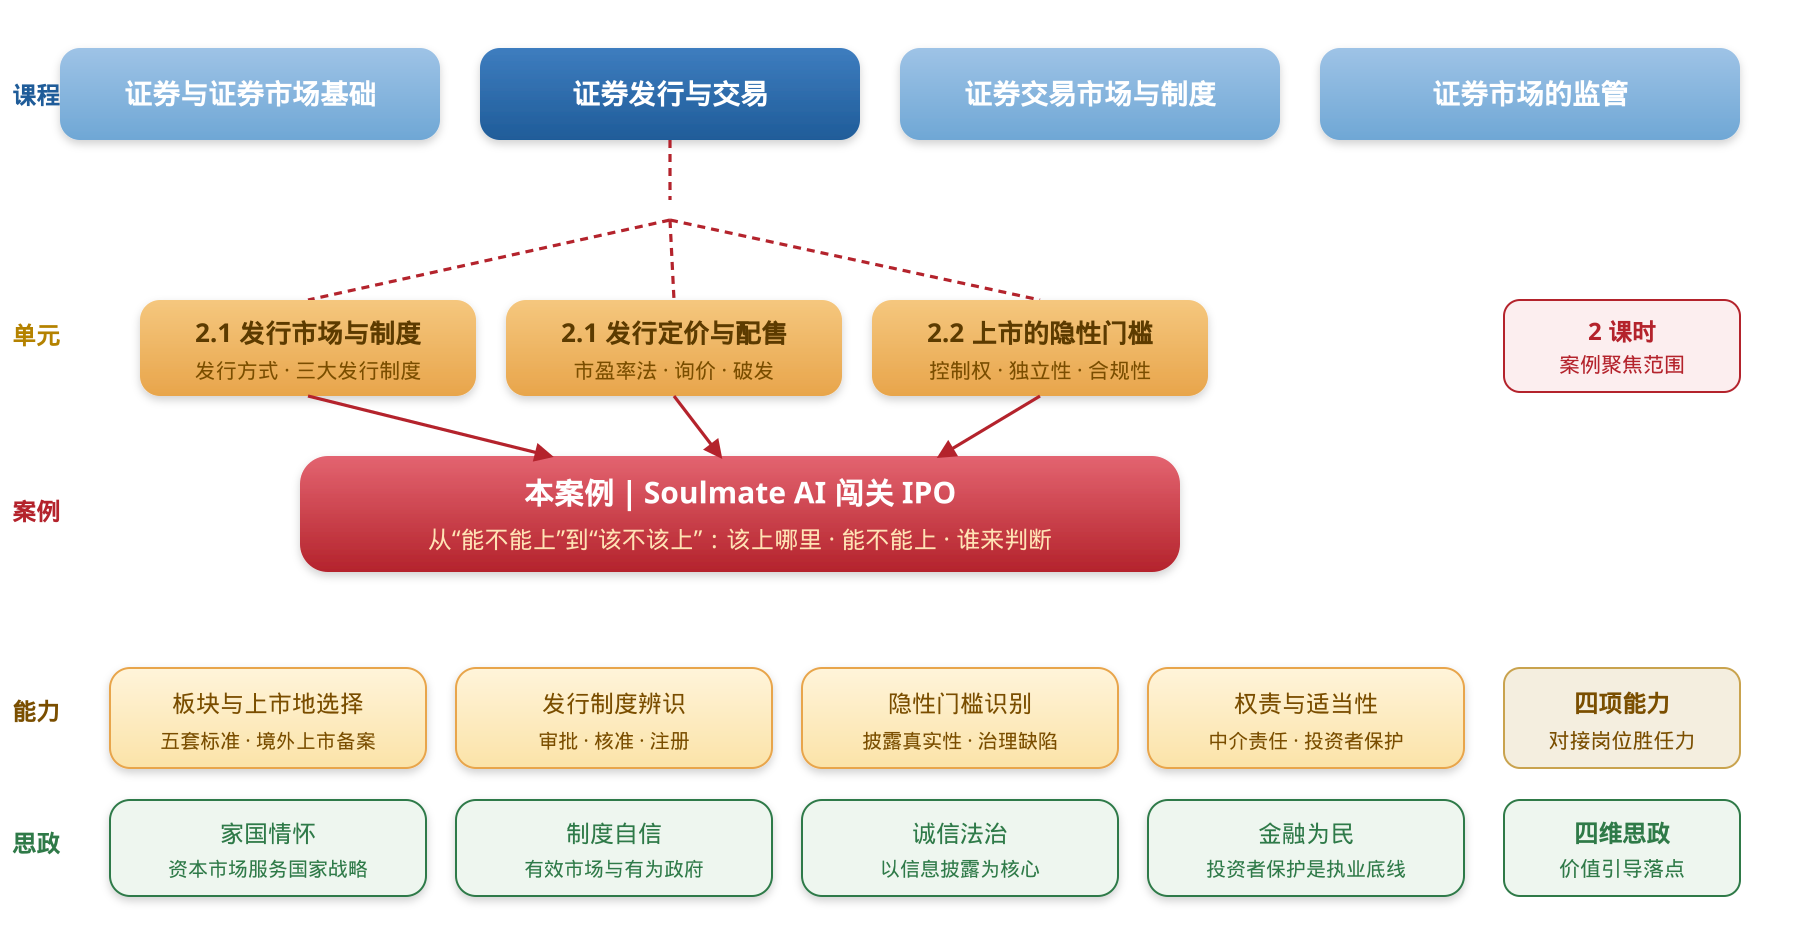 课程
证券与证券市场基础
证券发行与交易
证券交易市场与制度
证券市场的监管
单元
2.1 发行市场与制度
发行方式 · 三大发行制度
2.1 发行定价与配售
市盈率法 · 询价 · 破发
2.2 上市的隐性门槛
控制权 · 独立性 · 合规性
2 课时
案例聚焦范围
案例
本案例 | Soulmate AI 闯关 IPO
从“能不能上”到“该不该上”：该上哪里 · 能不能上 · 谁来判断
能力
板块与上市地选择
五套标准 · 境外上市备案
发行制度辨识
审批 · 核准 · 注册
隐性门槛识别
披露真实性 · 治理缺陷
权责与适当性
中介责任 · 投资者保护
四项能力
对接岗位胜任力
思政
家国情怀
资本市场服务国家战略
制度自信
有效市场与有为政府
诚信法治
以信息披露为核心
金融为民
投资者保护是执业底线
四维思政
价值引导落点